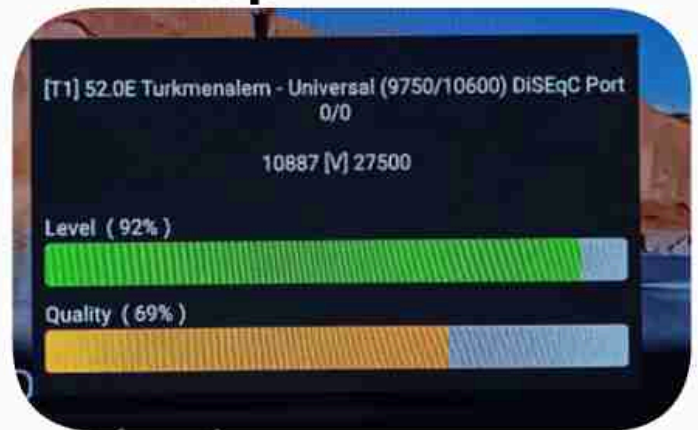 [T1] 52.0E Turkmenalem - Universal (9750/10600) DiSEqC Port
0/0
10887 [V] 27500
Level ( 92% )
Quality ( 69% )